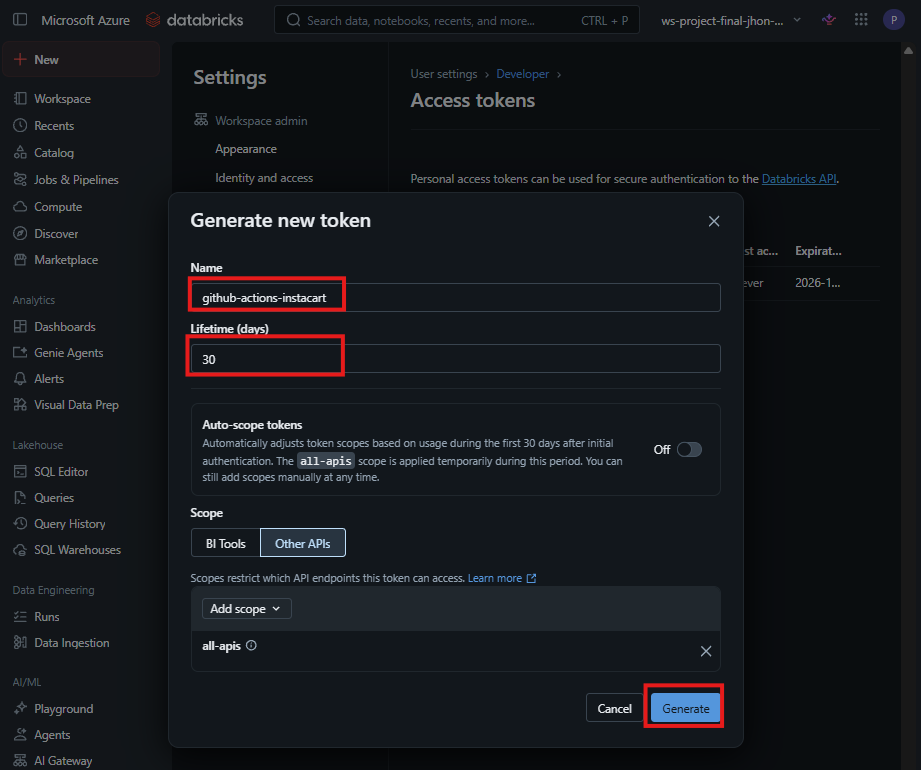 Microsoft Azure
databricks
Search data, notebooks, recents, and more...
CTRL + P
ws-project-final-jhon-...
P
New
Workspace
Recents
Catalog
Jobs & Pipelines
Compute
Discover
Marketplace
Analytics
Dashboards
Genie Agents
Alerts
Visual Data Prep
Lakehouse
SQL Editor
Queries
Query History
SQL Warehouses
Data Engineering
Runs
Data Ingestion
AI/ML
Playground
Agents
AI Gateway
Settings
Workspace admin
Appearance
Identity and access
User settings › Developer ›
Access tokens
Personal access tokens can be used for secure authentication to the Databricks API.
st ac...
Expirat...
ever
2026-1...
Generate new token
Name
github-actions-instacart
Lifetime (days)
30
Auto-scope tokens
Automatically adjusts token scopes based on usage during the first 30 days after initial
authentication. The all-apis scope is applied temporarily during this period. You can
still add scopes manually at any time.
Off
Scope
BI Tools
Other APIs
Scopes restrict which API endpoints this token can access. Learn more
Add scope
all-apis
Cancel
Generate